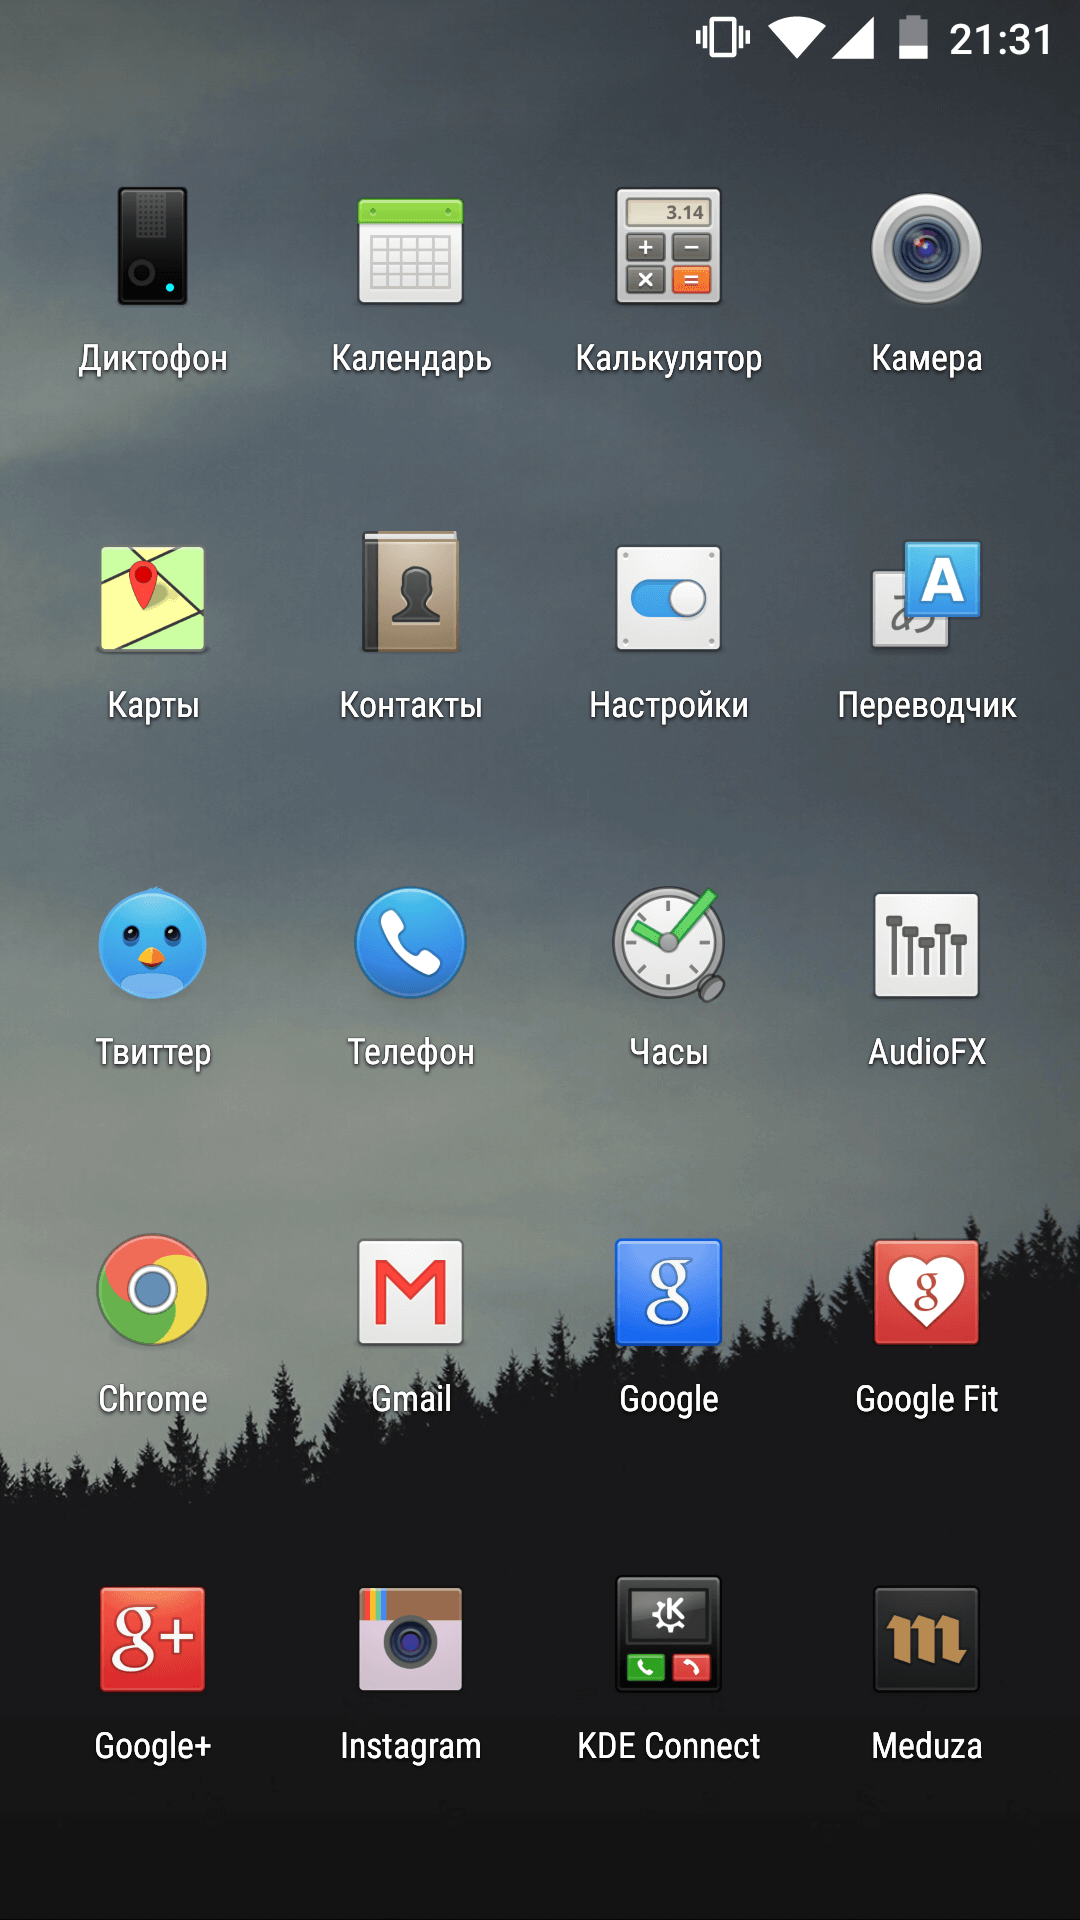 21:31
3.14
Диктофон
Календарь
Калькулятор
Камера
A
あ
Карты
Контакты
Настройки
Переводчик
Твиттер
Телефон
Часы
AudioFX
g
g
Chrome
Gmail
Google
Google Fit
g+
K
m
Google+
Instagram
KDE Connect
Meduza